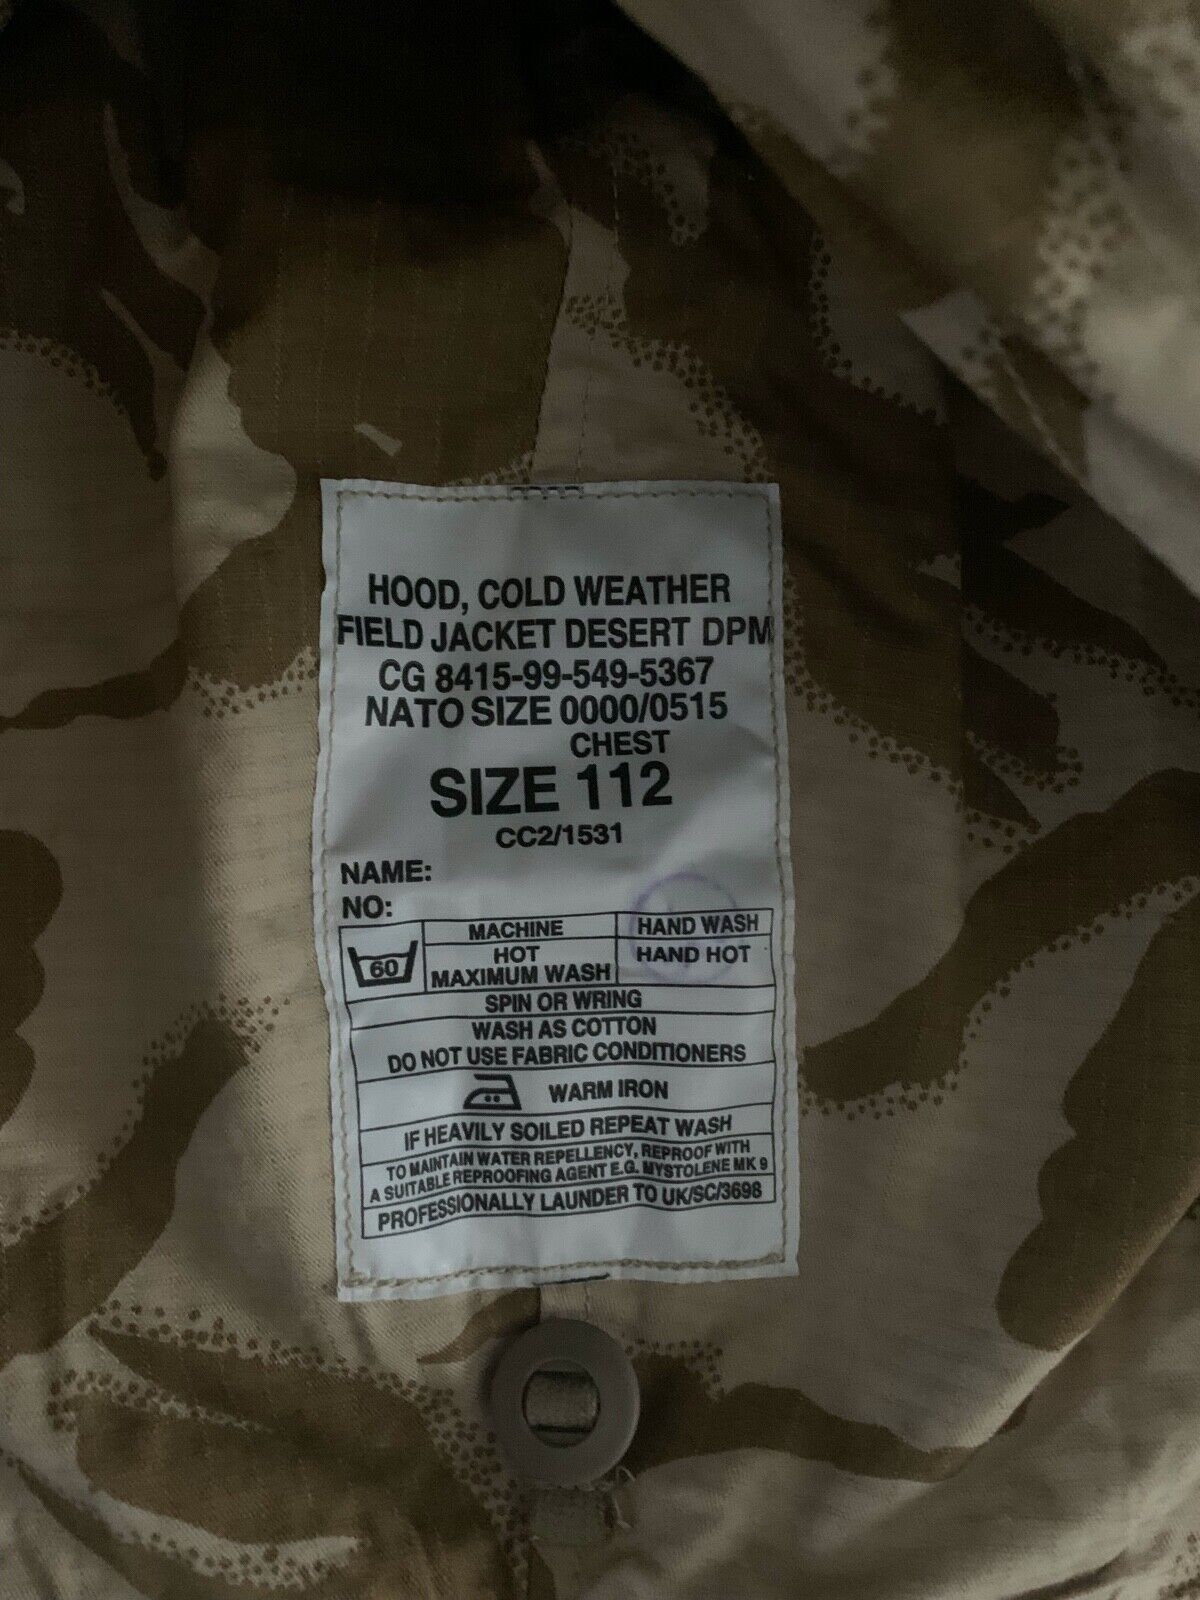 HOOD, COLD WEATHER
FIELD JACKET DESERT DPM
CG 8415-99-549-5367
NATO SIZE 0000/0515
CHEST
SIZE 112
CC2/1531
NAME:
NO:
60
MACHINE
HOT
MAXIMUM WASH
HAND WASH
HAND HOT
SPIN OR WRING
WASH AS COTTON
DO NOT USE FABRIC CONDITIONERS
WARM IRON
IF HEAVILY SOILED REPEAT WASH
TO MAINTAIN WATER REPELLENCY, REPROOF WITH
A SUITABLE REPROOFING AGENT E.G. MYSTOLENE MK 9
PROFESSIONALLY LAUNDER TO UK/SC/3698